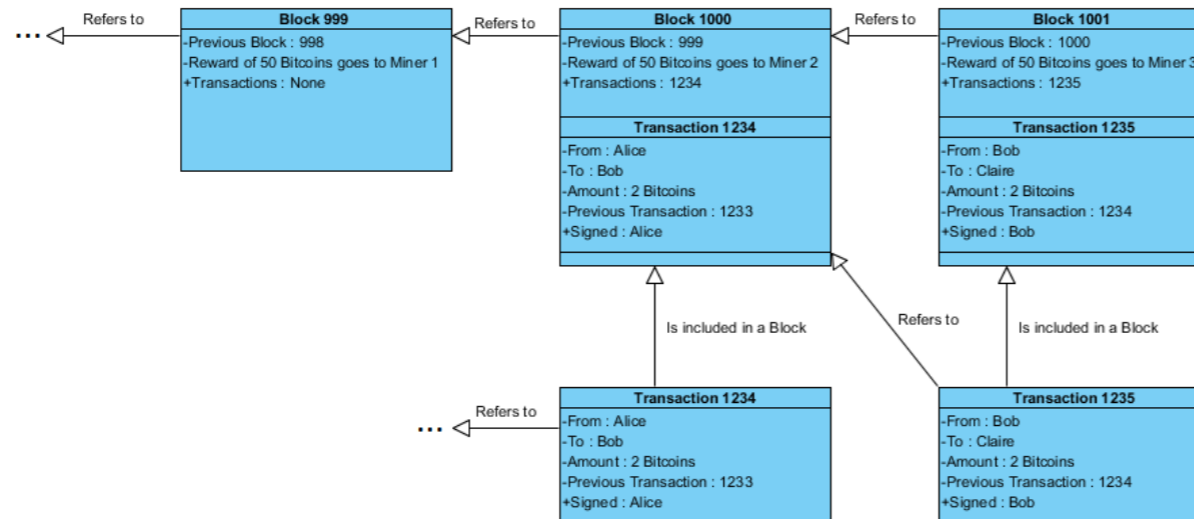 Refers to
Block 999
-Previous Block : 998
-Reward of 50 Bitcoins goes to Miner 1
+Transactions : None
Refers to
Block 1000
-Previous Block : 999
-Reward of 50 Bitcoins goes to Miner 2
+Transactions : 1234
Transaction 1234
-From : Alice
-To : Bob
-Amount : 2 Bitcoins
-Previous Transaction : 1233
+Signed : Alice
Refers to
Block 1001
-Previous Block : 1000
-Reward of 50 Bitcoins goes to Miner 3
+Transactions : 1235
Transaction 1235
-From : Bob
-To : Claire
-Amount : 2 Bitcoins
-Previous Transaction : 1234
+Signed : Bob
...
Is included in a Block
Refers to
Is included in a Block
...
Refers to
Transaction 1234
-From : Alice
-To : Bob
-Amount : 2 Bitcoins
-Previous Transaction : 1233
+Signed : Alice
Transaction 1235
-From : Bob
-To : Claire
-Amount : 2 Bitcoins
-Previous Transaction : 1234
+Signed : Bob